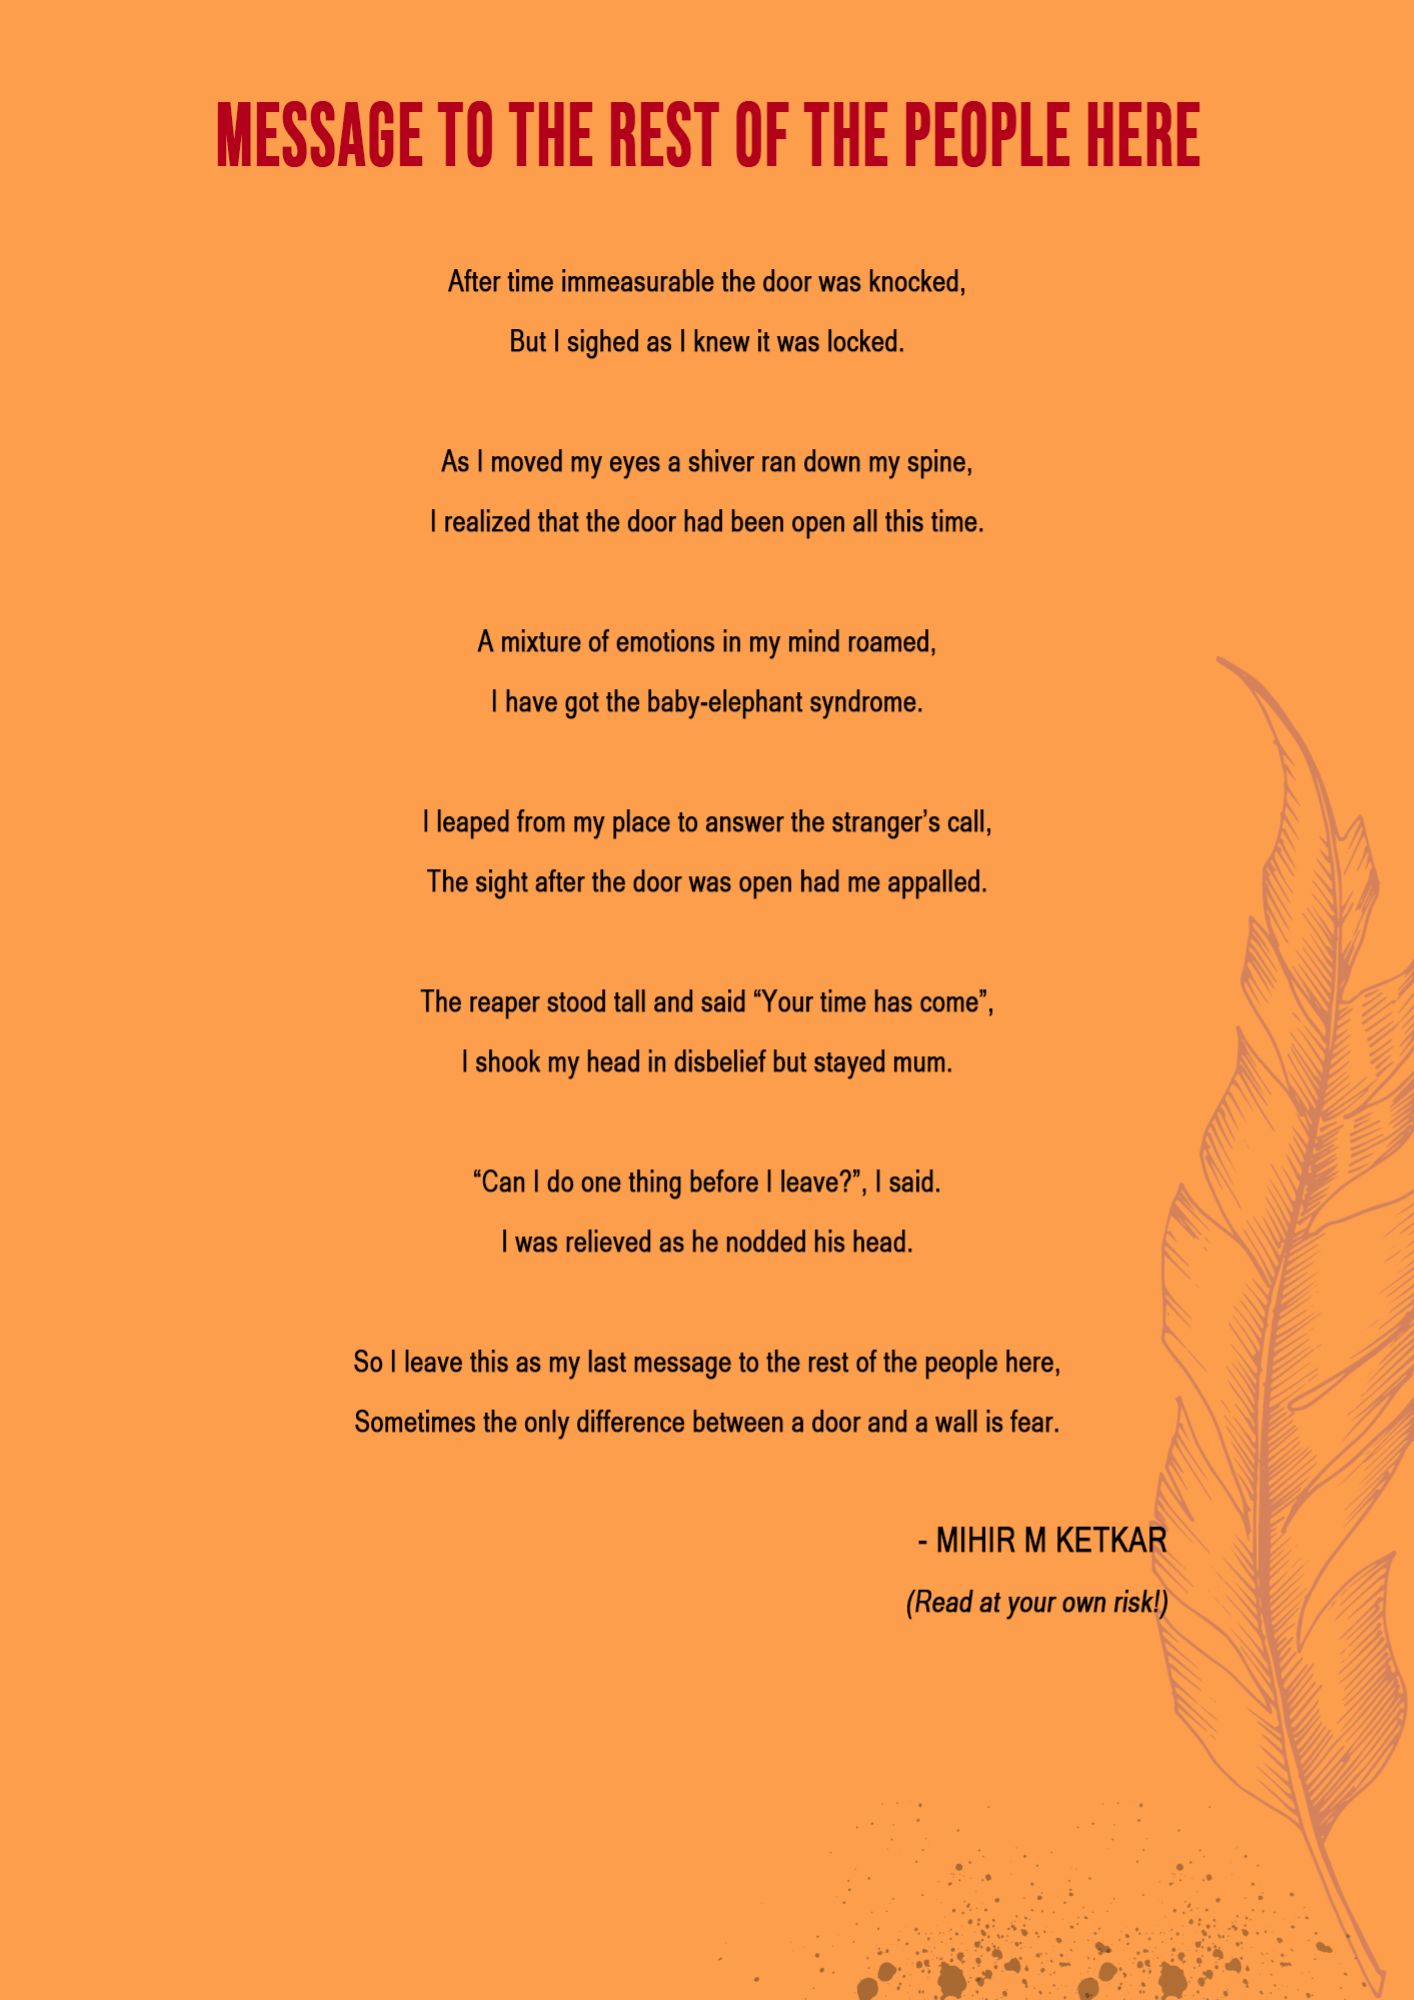 MESSAGE TO THE REST OF THE PEOPLE HERE
After time immeasurable the door was knocked,
But I sighed as I knew it was locked.
As I moved my eyes a shiver ran down my spine,
I realized that the door had been open all this time.
A mixture of emotions in my mind roamed,
I have got the baby-elephant syndrome.
I leaped from my place to answer the stranger’s call,
The sight after the door was open had me appalled.
The reaper stood tall and said “Your time has come”,
I shook my head in disbelief but stayed mum.
“Can I do one thing before I leave?”, I said.
I was relieved as he nodded his head.
So I leave this as my last message to the rest of the people here,
Sometimes the only difference between a door and a wall is fear.
- MIHIR M KETKAR
(Read at your own risk!)